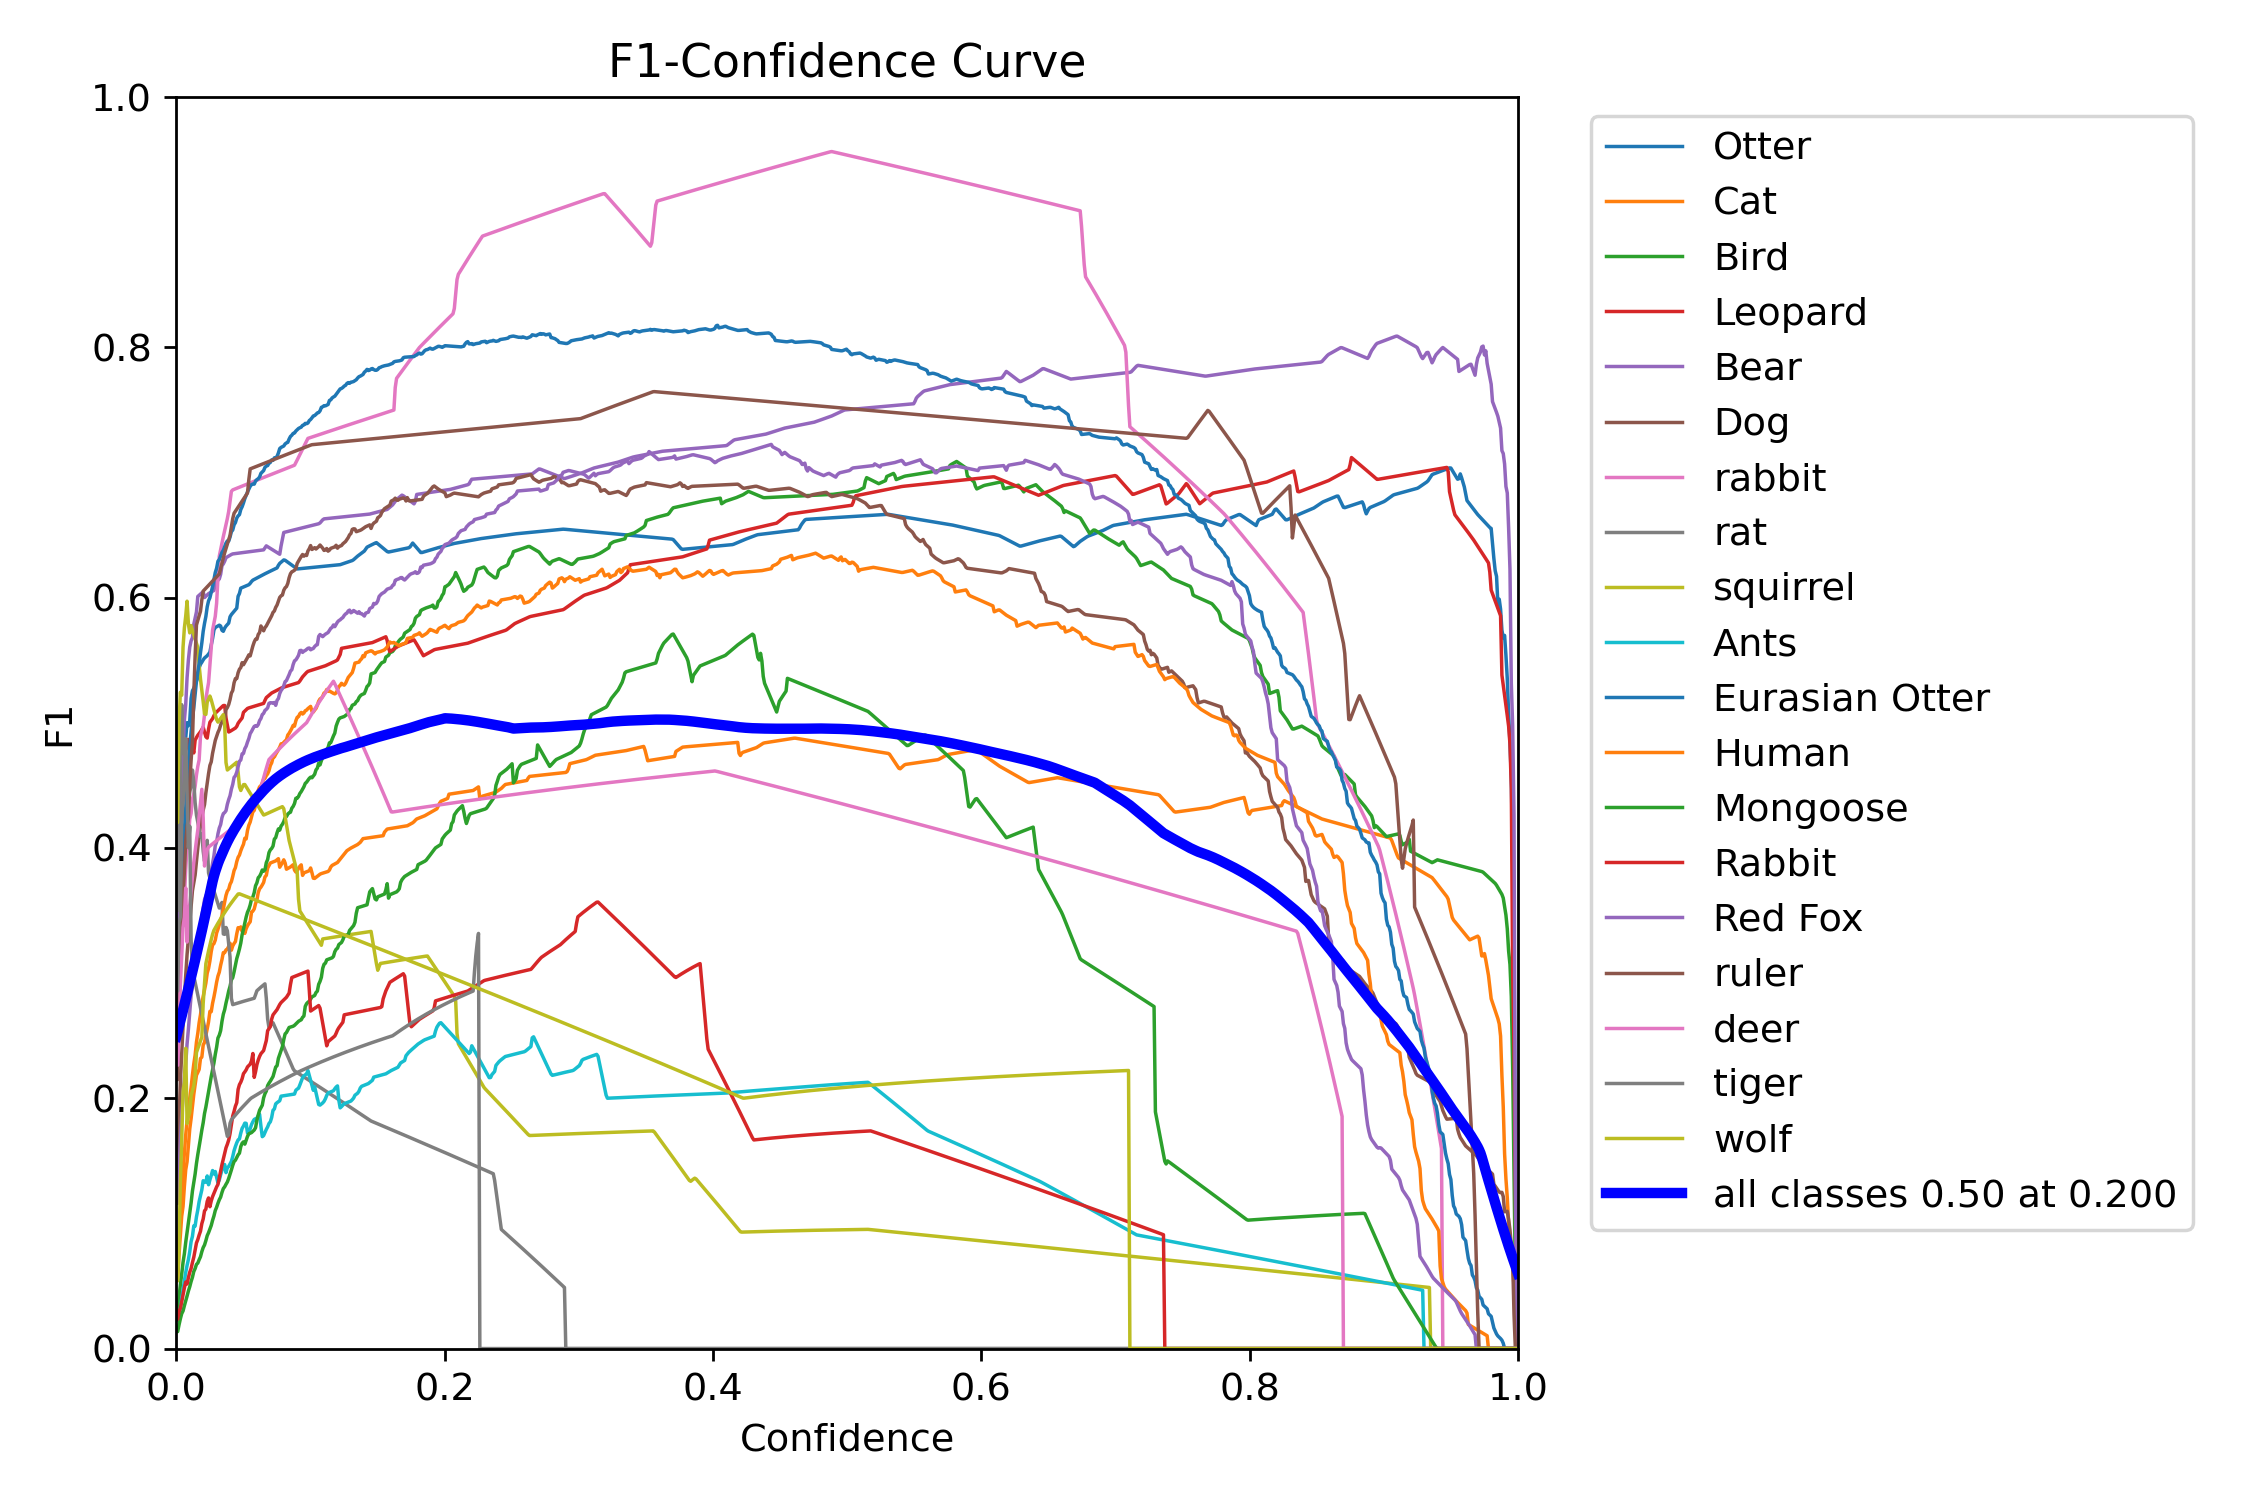 F1-Confidence Curve
1.0
0.8
0.6
0.4
0.2
0.0
F1
0.0 0.2 0.4 0.6 0.8 1.0
Confidence
Otter
Cat
Bird
Leopard
Bear
Dog
rabbit
rat
squirrel
Ants
Eurasian Otter
Human
Mongoose
Rabbit
Red Fox
ruler
deer
tiger
wolf
all classes 0.50 at 0.200